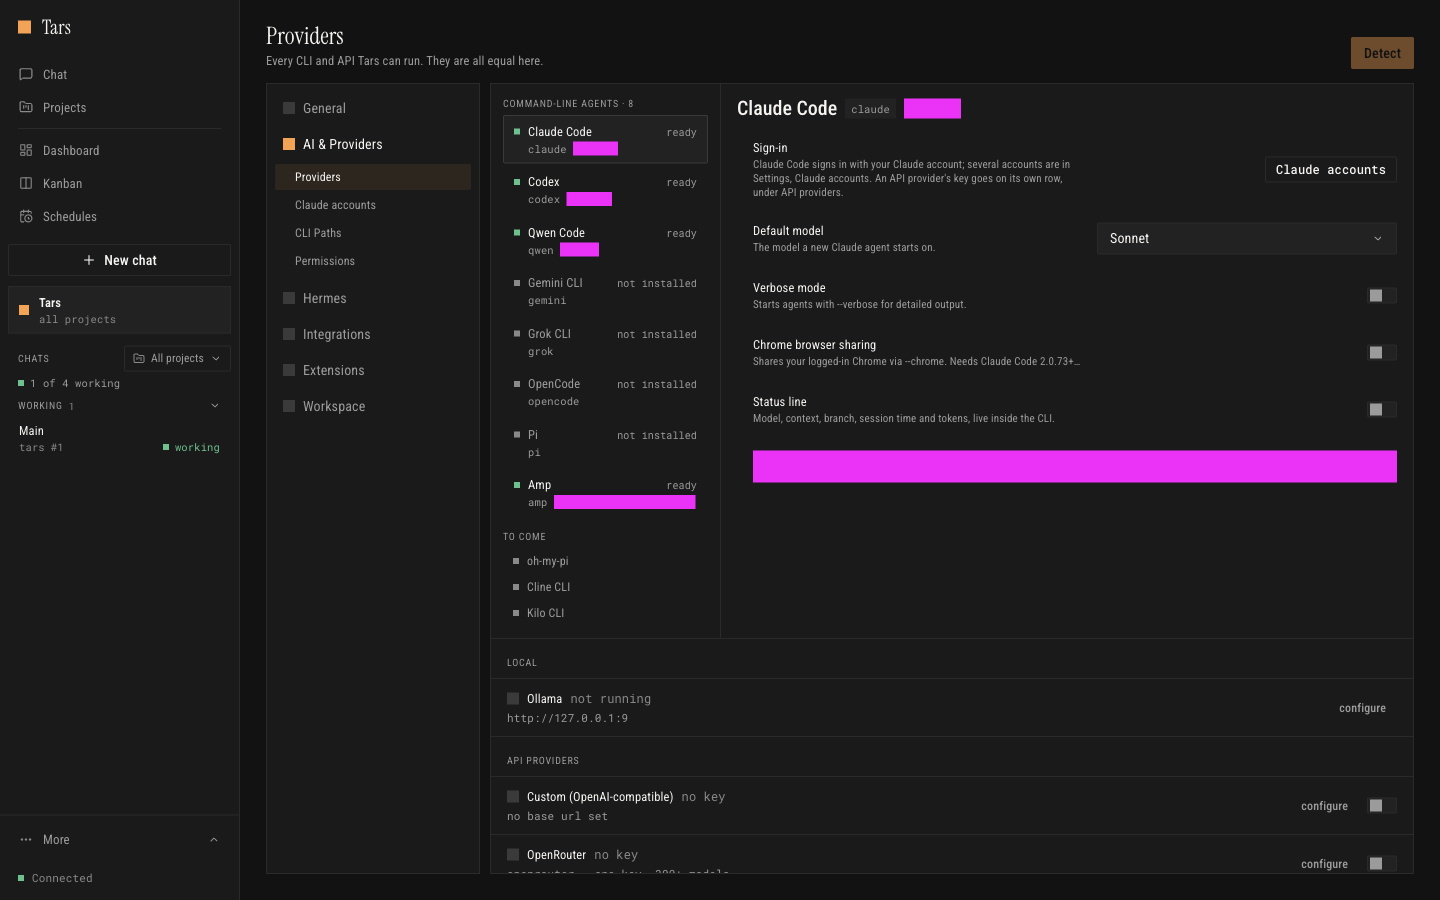 Tars
Chat
Projects
Dashboard
Kanban
Schedules
New chat
Tars
all projects
CHATS
All projects
1 of 4 working
WORKING 1
Main
tars #1
working
More
Connected
Providers
Every CLI and API Tars can run. They are all equal here.
Detect
General
AI & Providers
Providers
Claude accounts
CLI Paths
Permissions
Hermes
Integrations
Extensions
Workspace
COMMAND-LINE AGENTS · 8
Claude Code ready
claude
Codex ready
codex
Qwen Code ready
qwen
Gemini CLI not installed
gemini
Grok CLI not installed
grok
OpenCode not installed
opencode
Pi not installed
pi
Amp ready
amp
TO COME
oh-my-pi
Cline CLI
Kilo CLI
Claude Code claude
Sign-in
Claude Code signs in with your Claude account; several accounts are in
Settings, Claude accounts. An API provider's key goes on its own row,
under API providers.
Claude accounts
Default model
The model a new Claude agent starts on.
Sonnet
Verbose mode
Starts agents with --verbose for detailed output.
Chrome browser sharing
Shares your logged-in Chrome via --chrome. Needs Claude Code 2.0.73+...
Status line
Model, context, branch, session time and tokens, live inside the CLI.
LOCAL
Ollama not running
http://127.0.0.1:9
configure
API PROVIDERS
Custom (OpenAI-compatible) no key
no base url set
configure
OpenRouter no key
configure